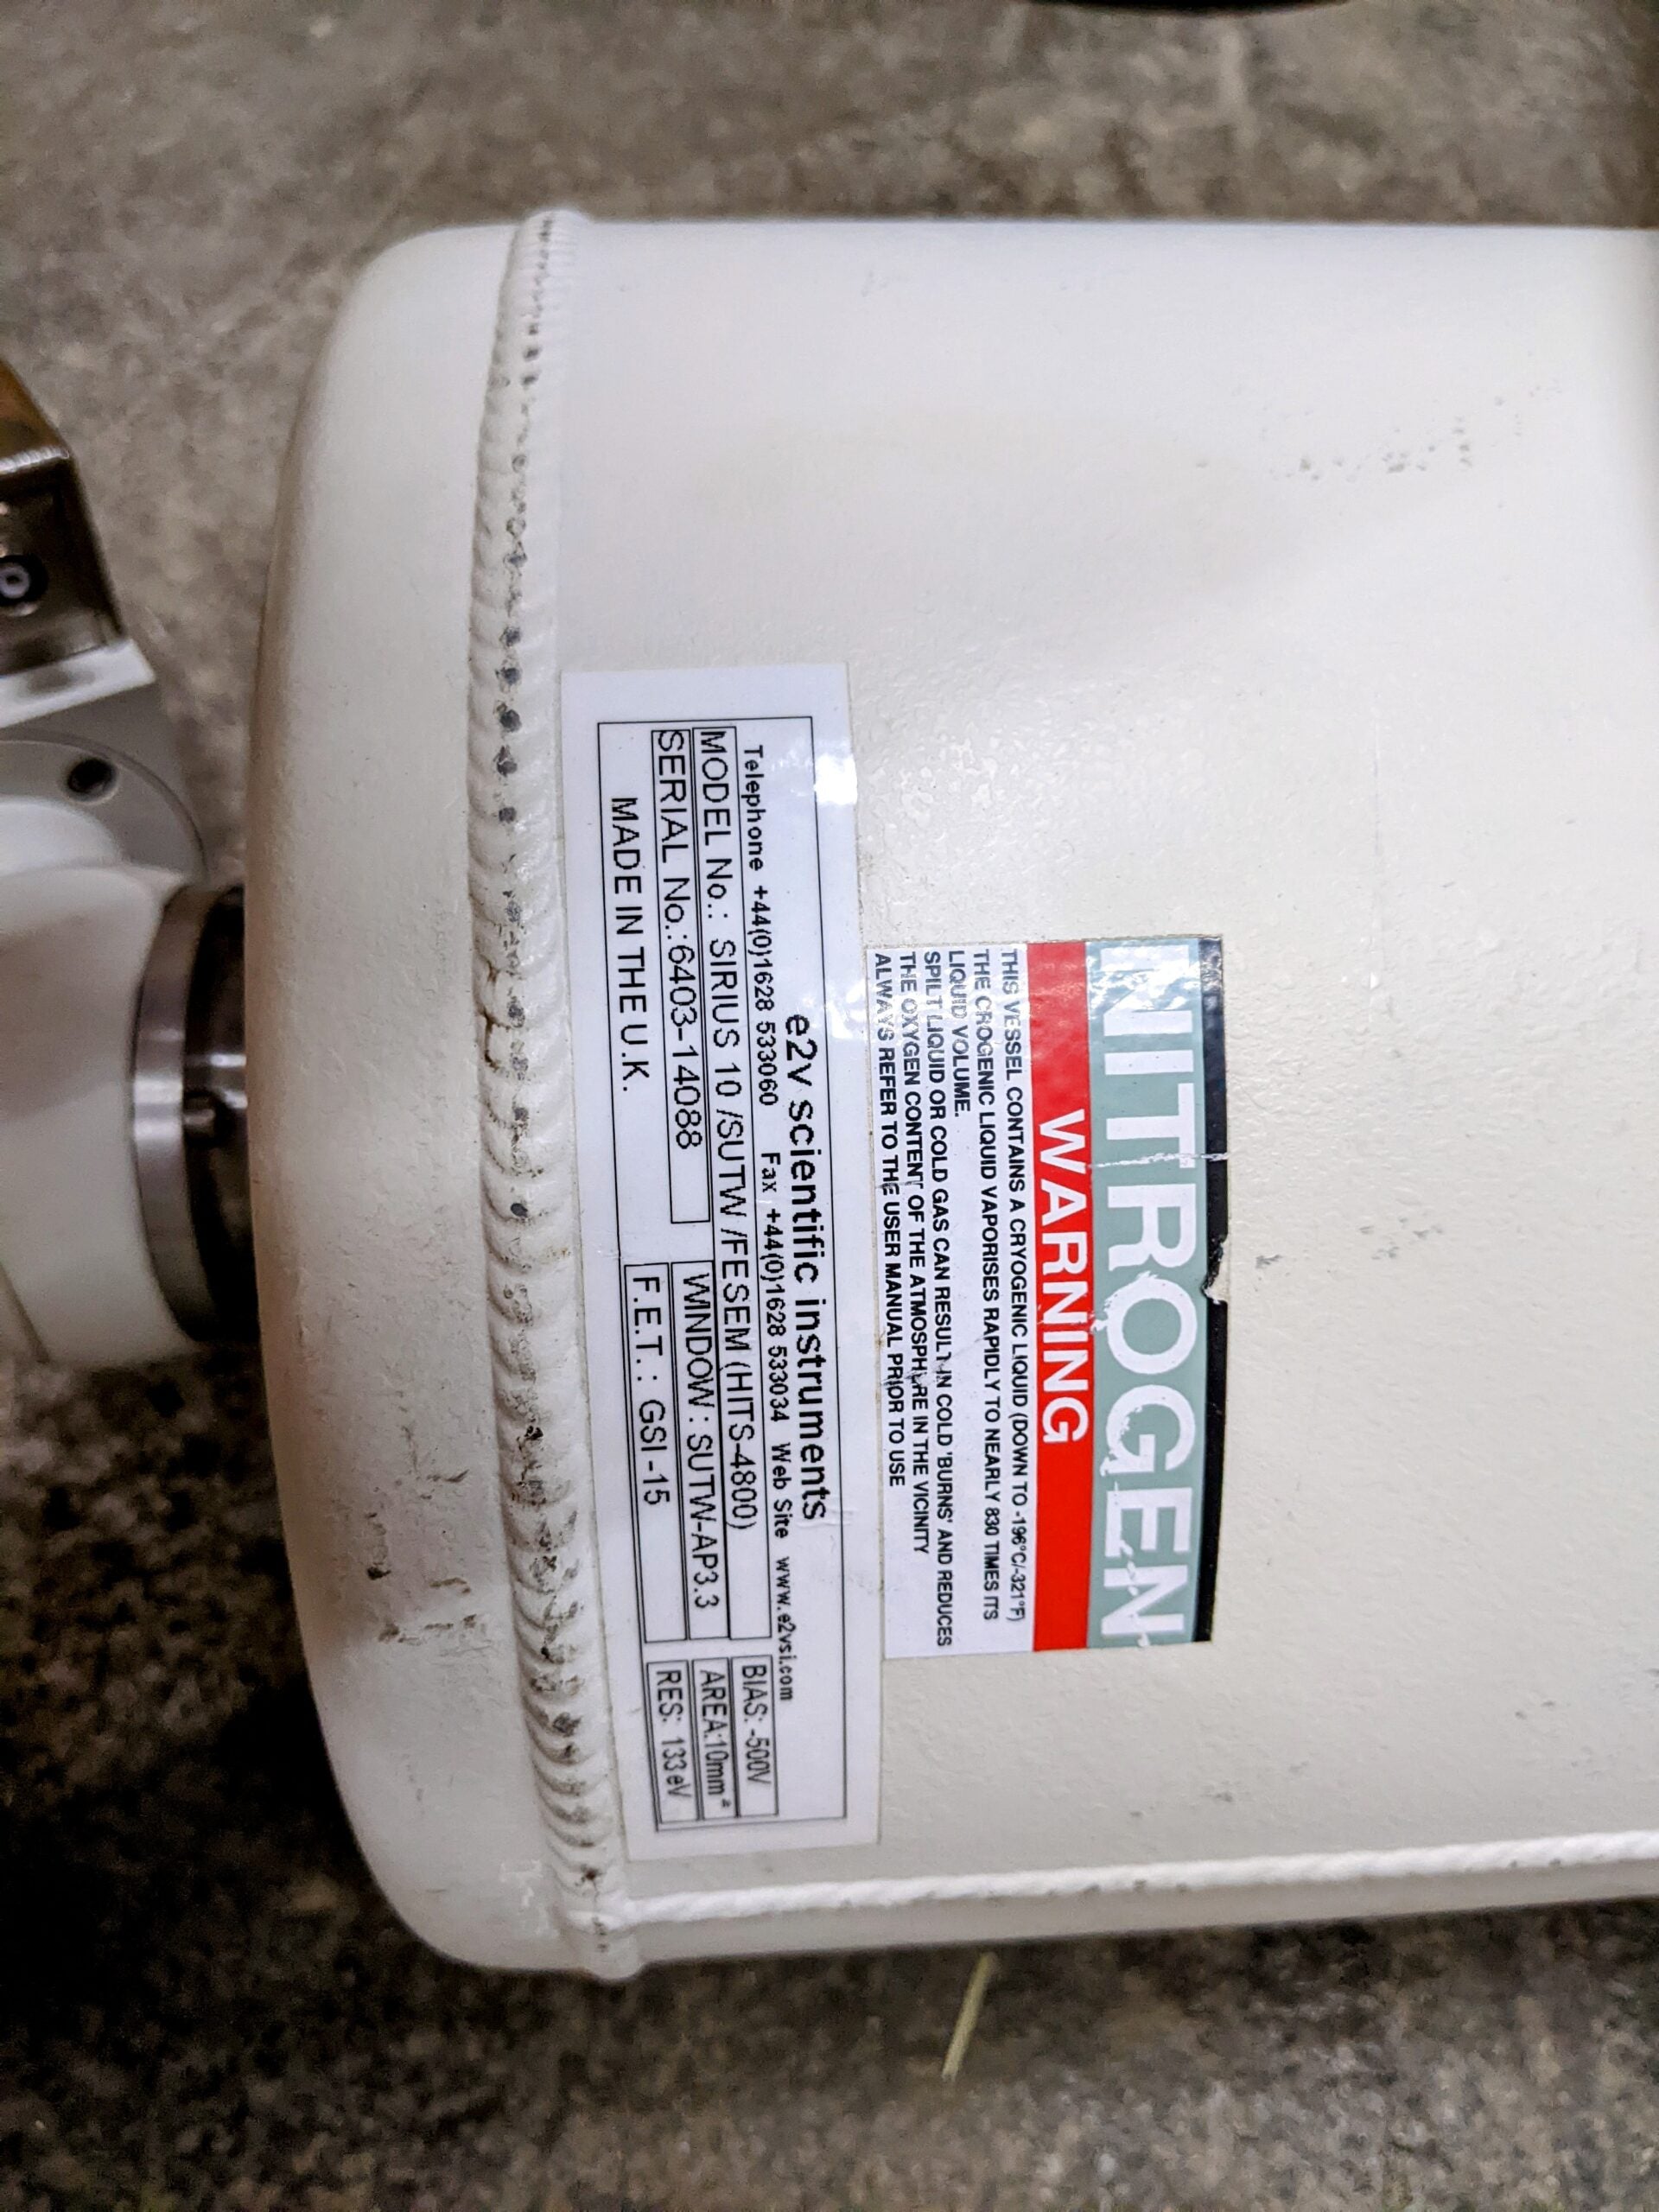 NITROGEN
WARNING
THIS VESSEL CONTAINS A CRYOGENIC LIQUID (DOWN TO -196°C/-321°F)
THE CROGENIC LIQUID VAPORISES RAPIDLY TO NEARLY 830 TIMES ITS
LIQUID VOLUME.
SPILT LIQUID OR COLD GAS CAN RESULT IN COLD 'BURNS' AND REDUCES
THE OXYGEN CONTENT OF THE ATMOSPHERE IN THE VICINITY
ALWAYS REFER TO THE USER MANUAL PRIOR TO USE
e2v scientific instruments
Telephone +44(0)1628 533060 Fax +44(0)1628 533034 Web Site www.e2vsi.com
MODEL No.: SIRIUS 10 /SUTW /FESEM (HITS-4800)
BIAS: -500V
SERIAL No.:6403-14088
WINDOW: SUTW-AP3.3
AREA:10mm²
MADE IN THE U.K.
F.E.T.: GSI-15
RES: 133eV